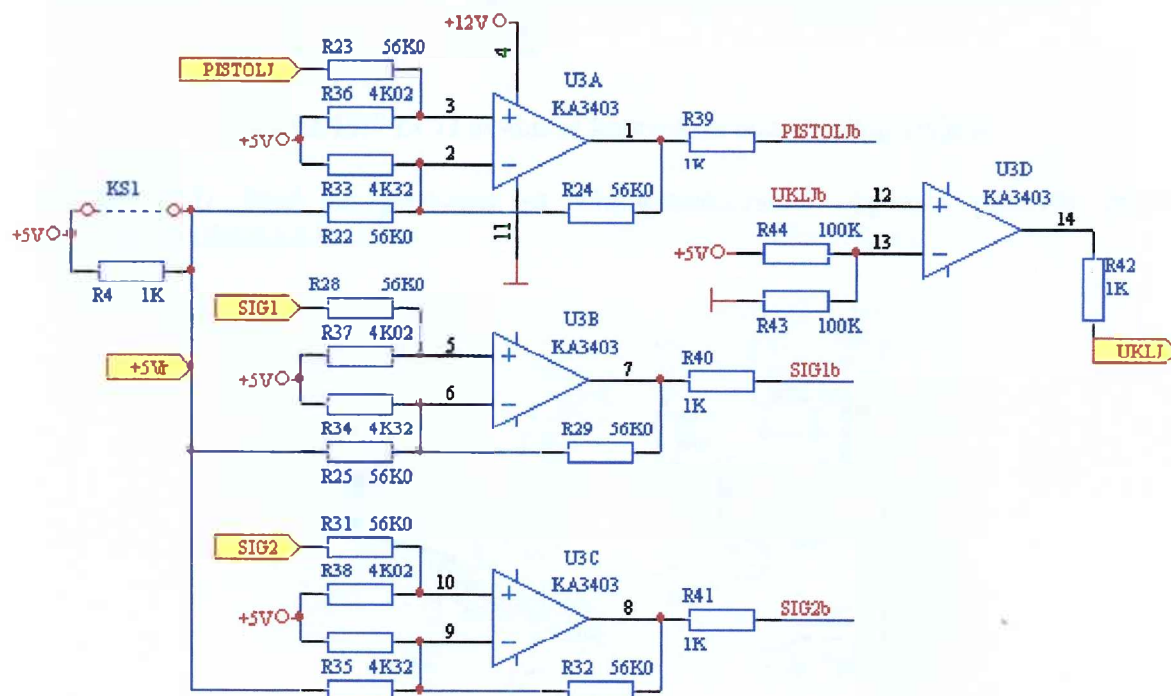 +12V
4
R23 56K0
PISTOLJ
R36 4K02
3
U3A
KA3403
+5V
2
1
R39
1K
PISTOLJb
R33 4K32
R24 56K0
R22 56K0
11
KS1
+5V
R4 1K
UKLJb
12
U3D
KA3403
R44 100K
+5V
13
14
R42
1K
R43 100K
UKLJ
R28 56K0
SIG1
R37 4K02
5
U3B
KA3403
+5Vr
+5V
6
7
R40
1K
SIG1b
R34 4K32
R29 56K0
R25 56K0
R31 56K0
SIG2
R38 4K02
10
U3C
KA3403
+5V
9
8
R41
1K
SIG2b
R35 4K32
R32 56K0